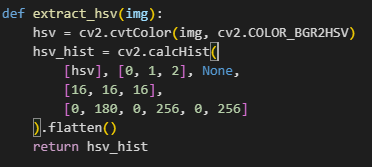 def extract_hsv(img):
    hsv = cv2.cvtColor(img, cv2.COLOR_BGR2HSV)
    hsv_hist = cv2.calcHist(
        [hsv], [0, 1, 2], None,
        [16, 16, 16],
        [0, 180, 0, 256, 0, 256]
    ).flatten()
    return hsv_hist